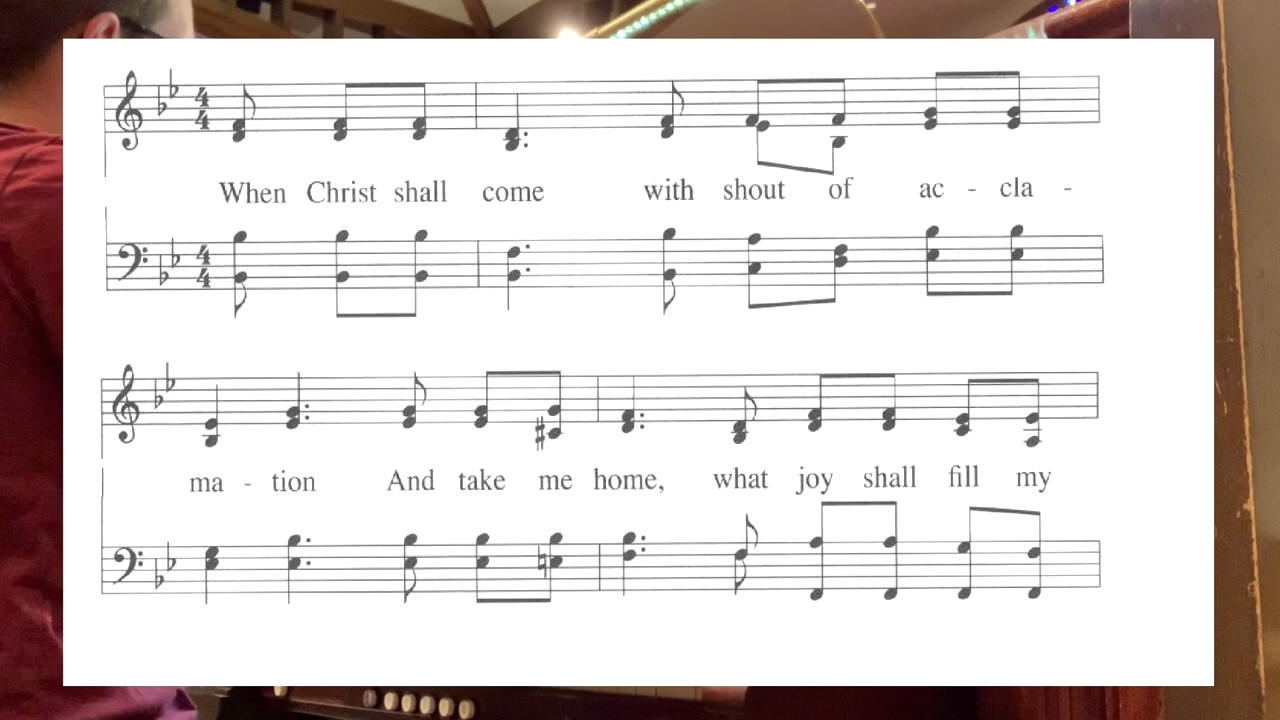 When Christ shall come with shout of ac - cla -
ma - tion And take me home, what joy shall fill my